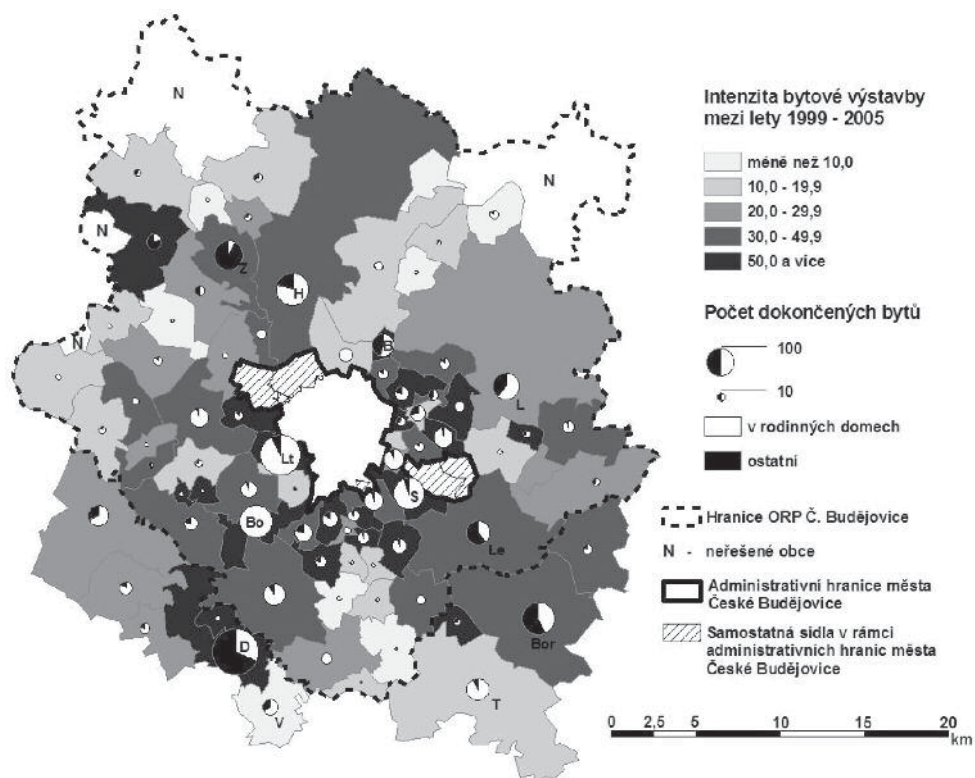 Intenzita bytové výstavby
mezi lety 1999 - 2005
méně než 10,0
10,0 - 19,9
20,0 - 29,9
30,0 - 49,9
50,0 a více
Počet dokončených bytů
100
10
v rodinných domech
ostatní
Hranice ORP Č. Budějovice
N - neřešené obce
Administrativní hranice města
České Budějovice
Samostatná sídla v rámci
administrativních hranic města
České Budějovice
0 2,5 5 10 15 20
km
N
N
N
Z
H
N
B
L
Lt
S
Bo
Le
D
Bor
V
T